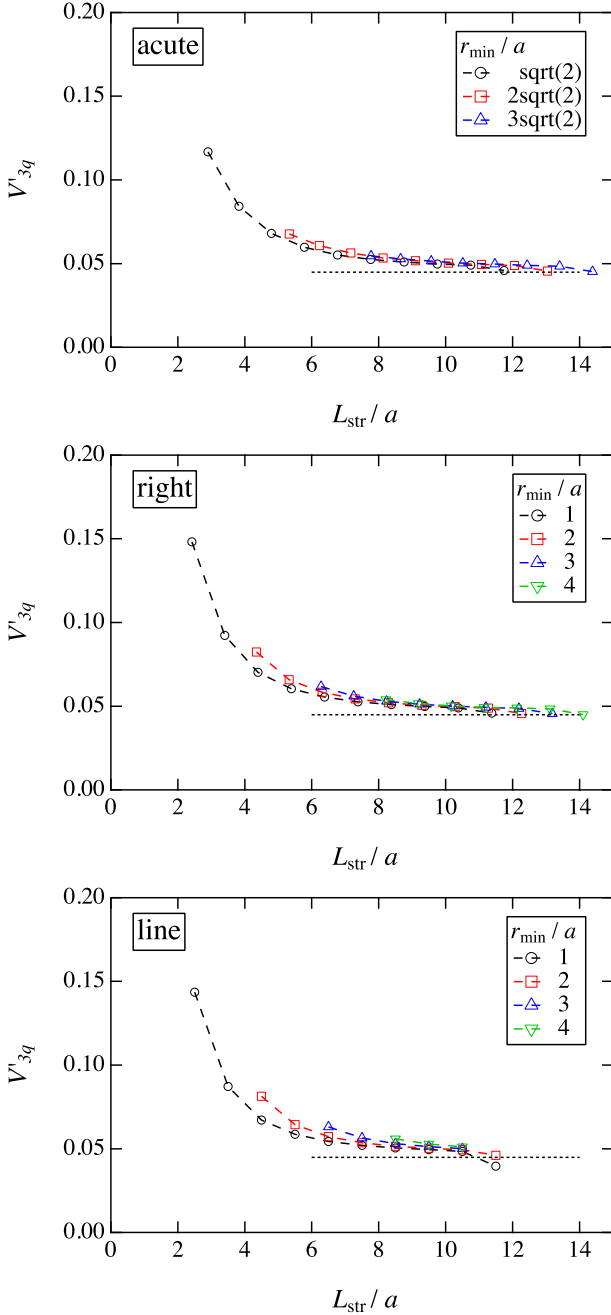 acute
r_min / a
sqrt(2)
2sqrt(2)
3sqrt(2)
V'_3q
0.20
0.15
0.10
0.05
0.00
0 2 4 6 8 10 12 14
L_str / a
right
r_min / a
1
2
3
4
V'_3q
0.20
0.15
0.10
0.05
0.00
0 2 4 6 8 10 12 14
L_str / a
line
r_min / a
1
2
3
4
V'_3q
0.20
0.15
0.10
0.05
0.00
0 2 4 6 8 10 12 14
L_str / a